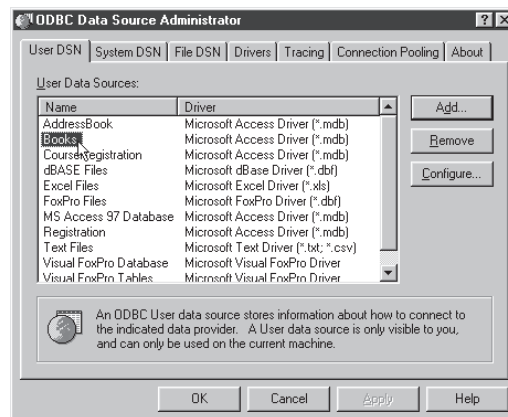 ODBC Data Source Administrator
User DSN System DSN File DSN Drivers Tracing Connection Pooling About
User Data Sources:
Name Driver
AddressBook Microsoft Access Driver (*.mdb)
Books Microsoft Access Driver (*.mdb)
CourseRegistration Microsoft Access Driver (*.mdb)
dBASE Files Microsoft dBase Driver (*.dbf)
Excel Files Microsoft Excel Driver (*.xls)
FoxPro Files Microsoft FoxPro Driver (*.dbf)
MS Access 97 Database Microsoft Access Driver (*.mdb)
Registration Microsoft Access Driver (*.mdb)
Text Files Microsoft Text Driver (*.txt; *.csv)
Visual FoxPro Database Microsoft Visual FoxPro Driver
Visual FoxPro Tables Microsoft Visual FoxPro Driver
Add...
Remove
Configure...
An ODBC User data source stores information about how to connect to
the indicated data provider. A User data source is only visible to you,
and can only be used on the current machine.
OK Cancel Apply Help